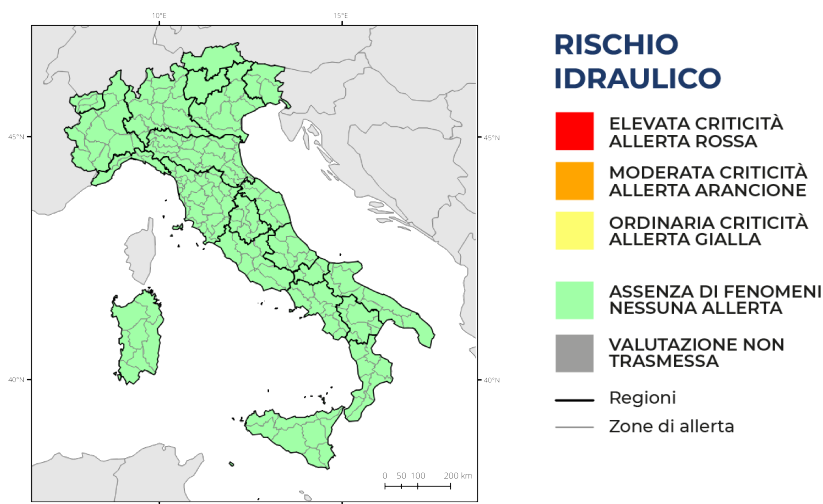 10°E 15°E
45°N 45°N
40°N 40°N
0 50 100 200 km
RISCHIO
IDRAULICO
ELEVATA CRITICITÀ
ALLERTA ROSSA
MODERATA CRITICITÀ
ALLERTA ARANCIONE
ORDINARIA CRITICITÀ
ALLERTA GIALLA
ASSENZA DI FENOMENI
NESSUNA ALLERTA
VALUTAZIONE NON
TRASMESSA
Regioni
Zone di allerta